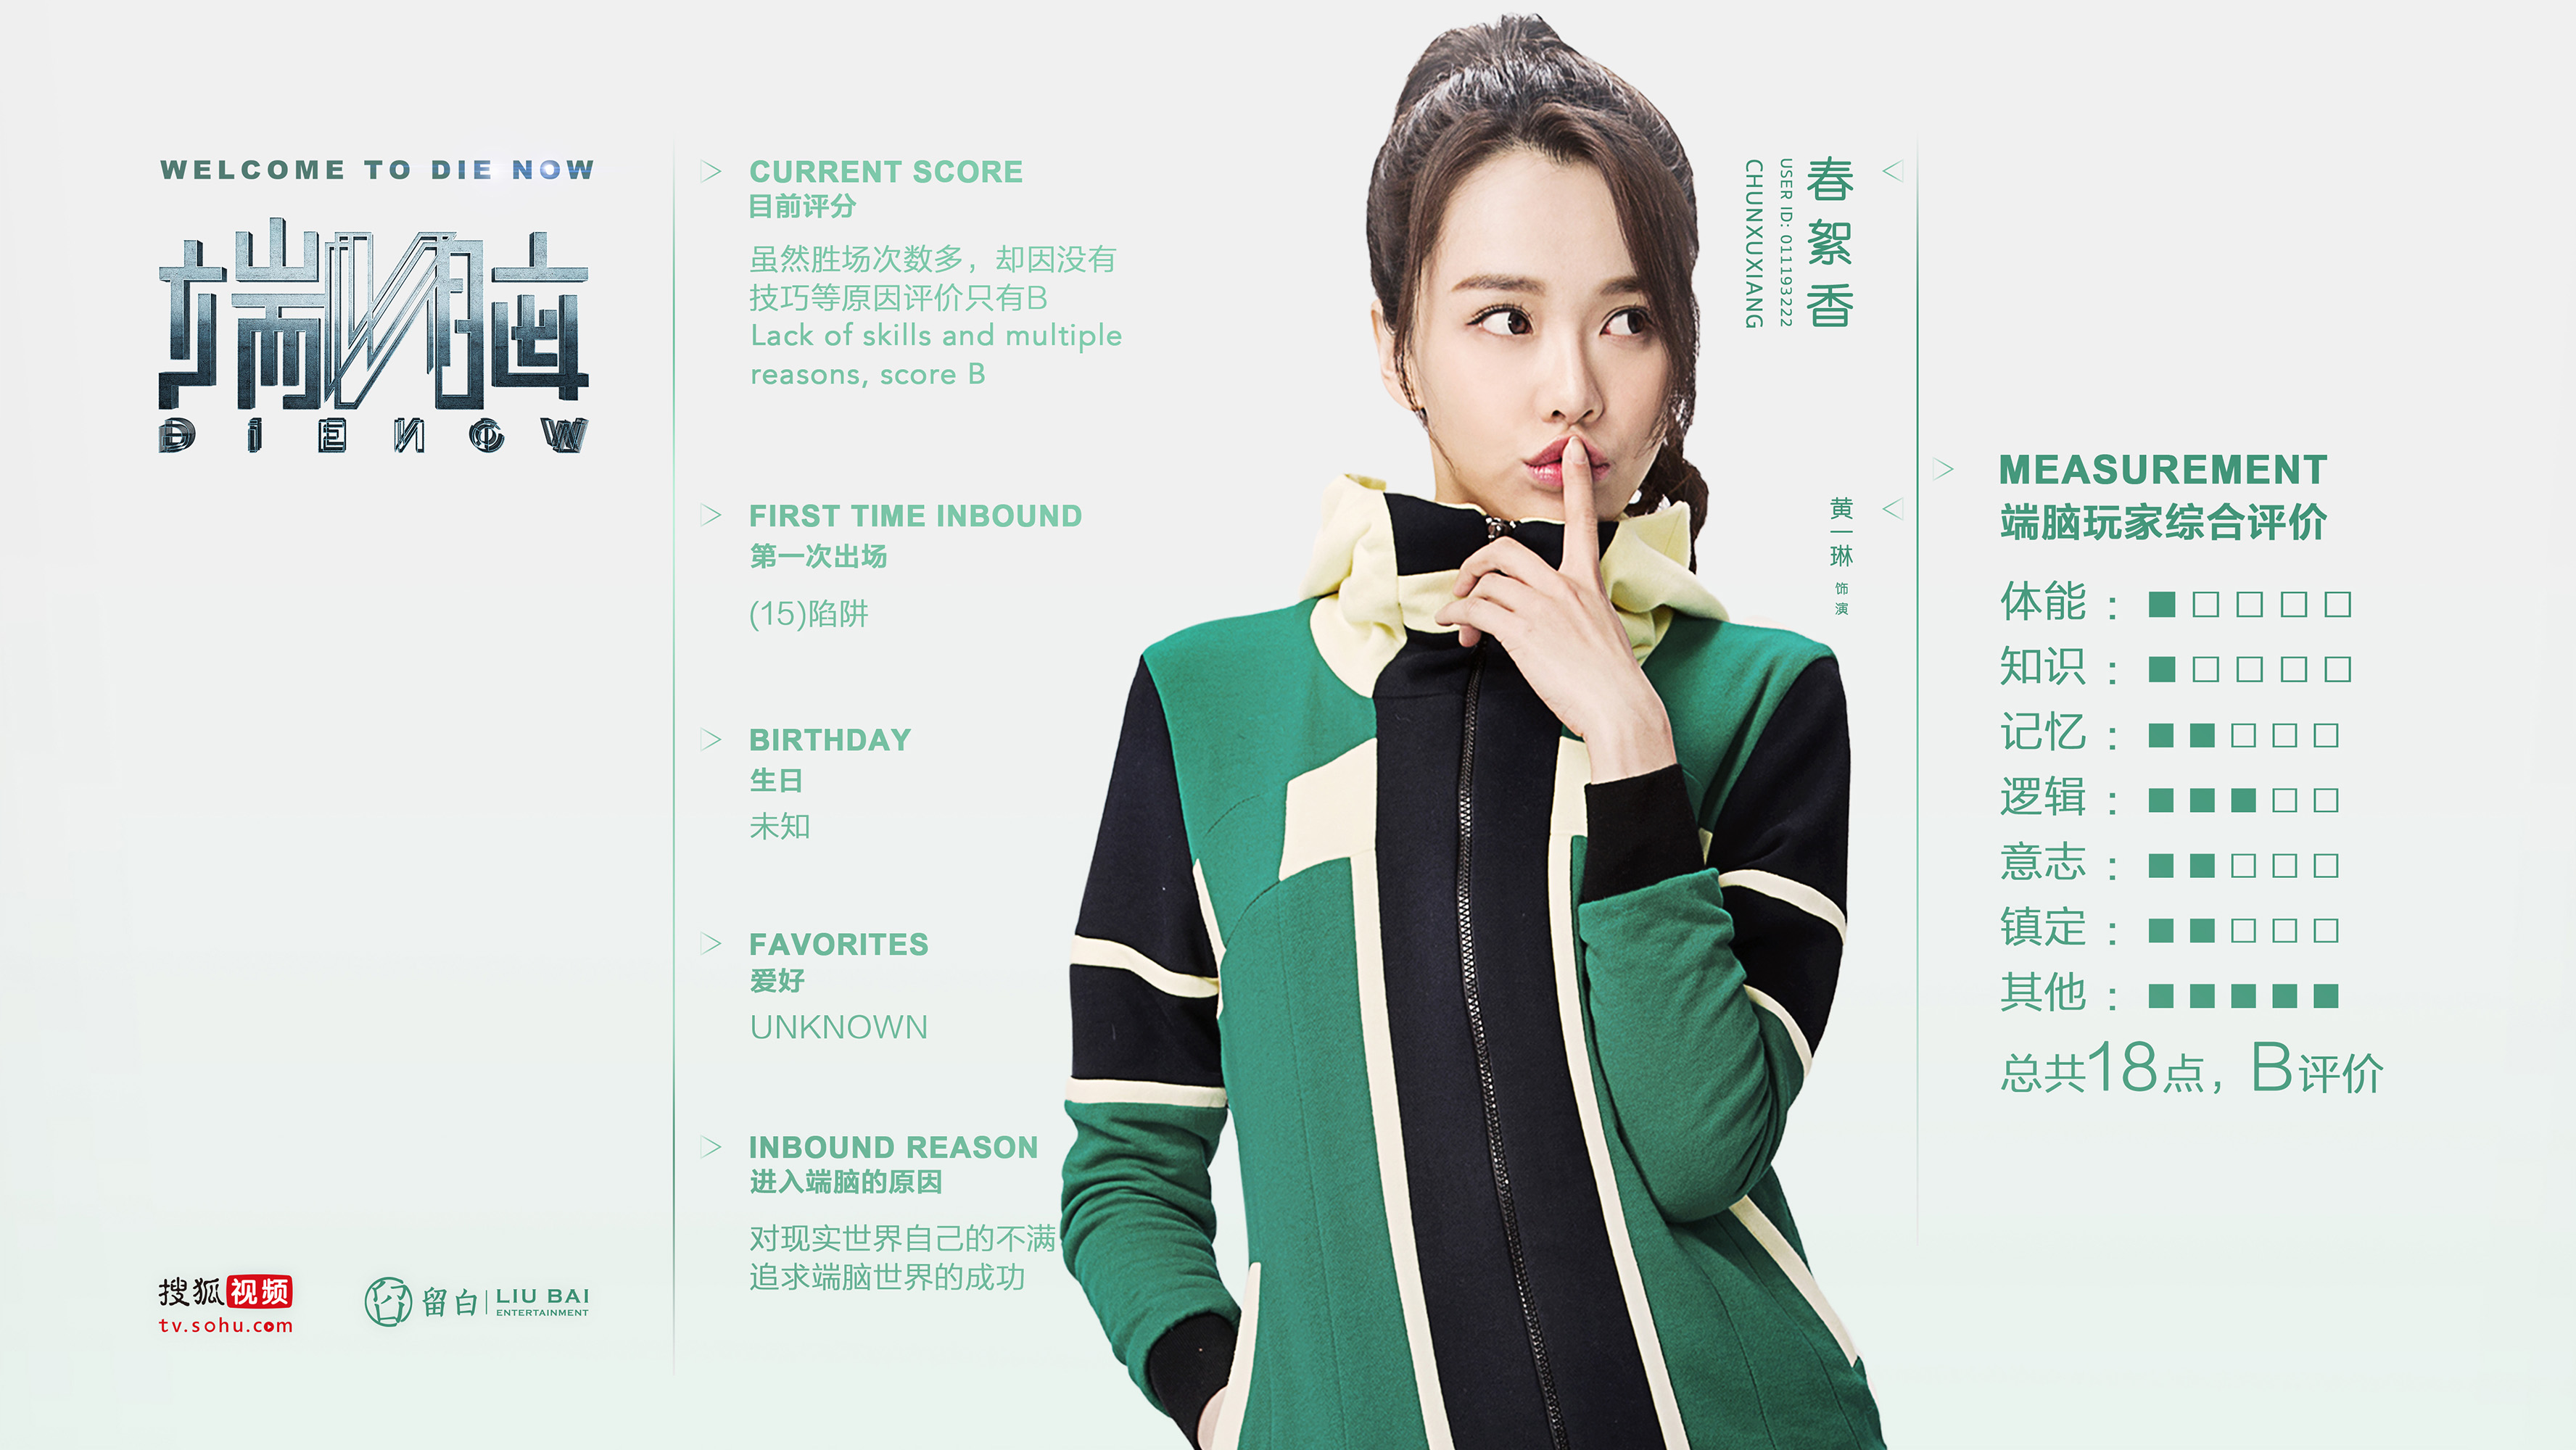 WELCOME TO DIE NOW
端脑
DIE NOW
CURRENT SCORE
目前评分
虽然胜场次数多，却因没有
技巧等原因评价只有B
Lack of skills and multiple
reasons, score B
FIRST TIME INBOUND
第一次出场
(15)陷阱
BIRTHDAY
生日
未知
FAVORITES
爱好
UNKNOWN
INBOUND REASON
进入端脑的原因
对现实世界自己的不满
追求端脑世界的成功
春絮香
USER ID: 0111193222
CHUNXUXIANG
黄一琳 饰演
MEASUREMENT
端脑玩家综合评价
体能：■□□□□
知识：■□□□□
记忆：■■□□□
逻辑：■■■□□
意志：■■□□□
镇定：■■□□□
其他：■■■■■
总共18点，B评价
搜狐视频
tv.sohu.com
留白
LIU BAI
ENTERTAINMENT